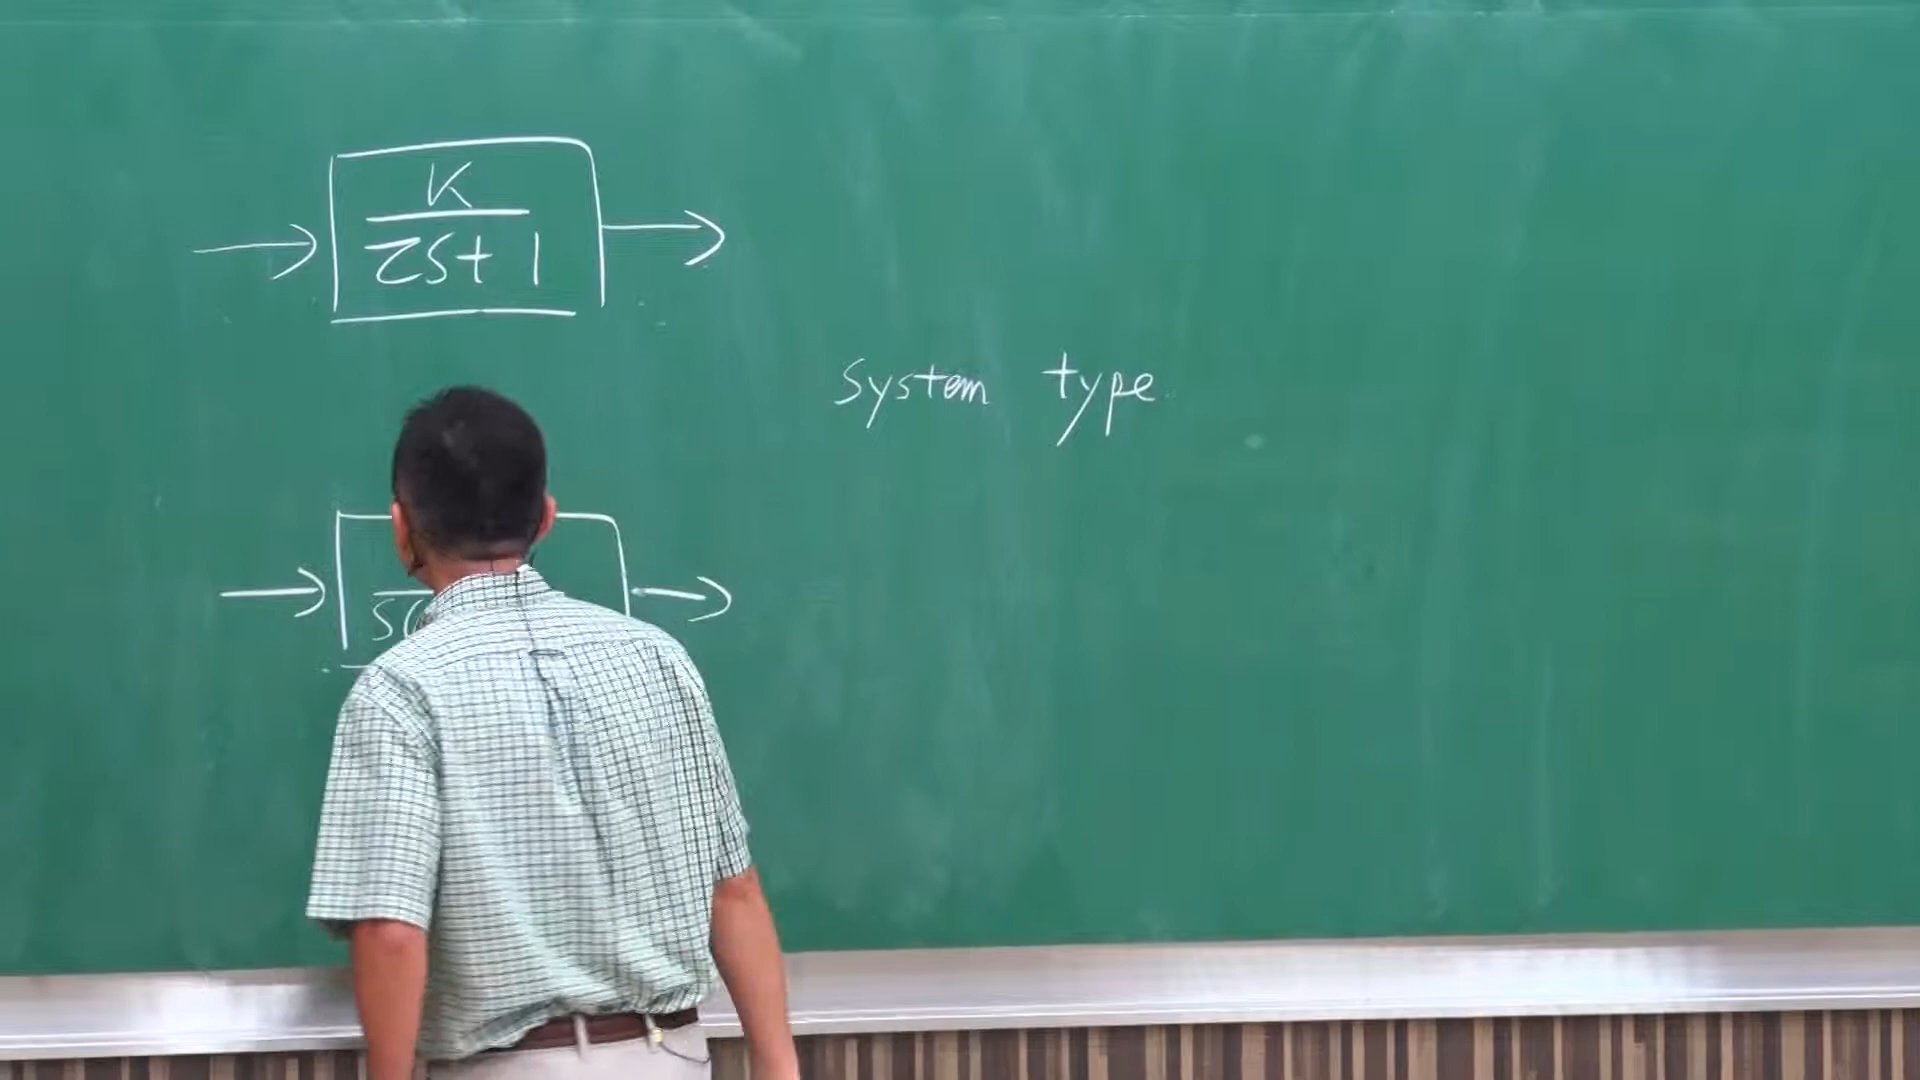 K
τs+1
system type
s(